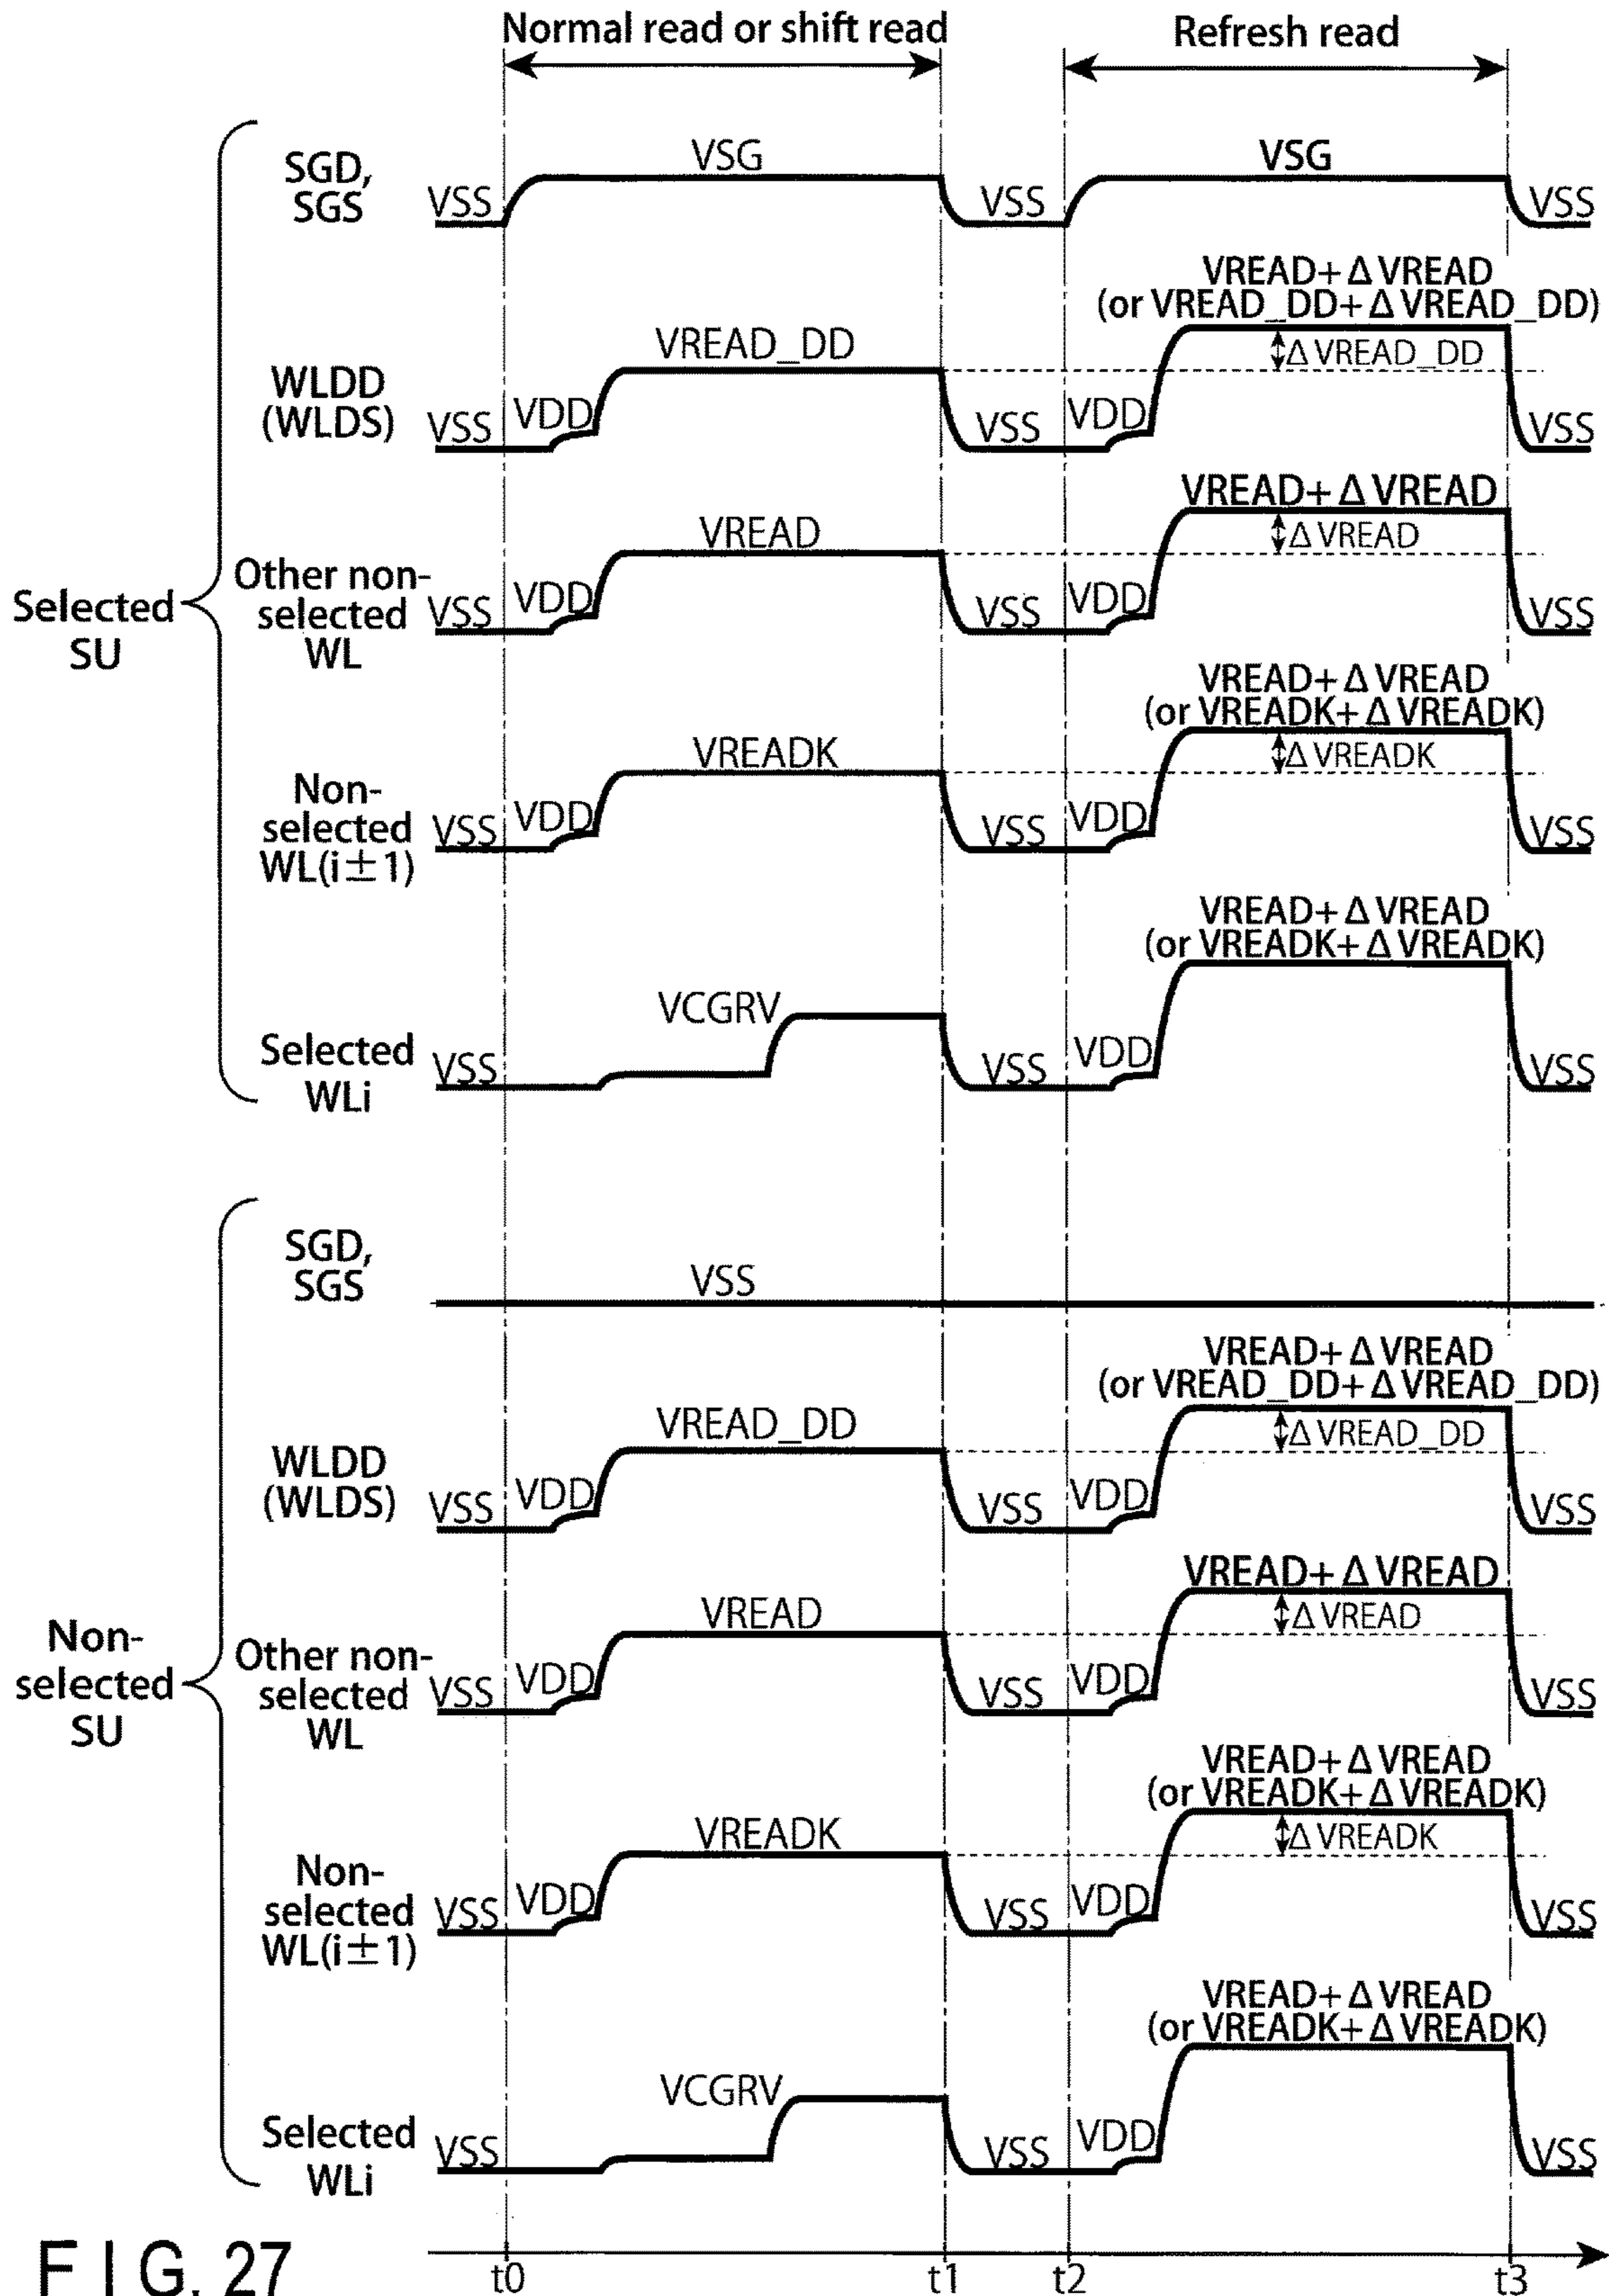 Normal read or shift read
Refresh read
SGD,
SGS
VSS
VSG
VSS
VSG
VSS
WLDD
(WLDS)
VSS
VDD
VREAD_DD
VSS
VDD
VREAD+ΔVREAD
(or VREAD_DD+ΔVREAD_DD)
ΔVREAD_DD
VSS
Selected
SU
Other non-
selected
WL
VSS
VDD
VREAD
VSS
VDD
VREAD+ΔVREAD
ΔVREAD
VSS
Non-
selected
WL(i±1)
VSS
VDD
VREADK
VSS
VDD
VREAD+ΔVREAD
(or VREADK+ΔVREADK)
ΔVREADK
VSS
Selected
WLi
VSS
VCGRV
VSS
VDD
VREAD+ΔVREAD
(or VREADK+ΔVREADK)
VSS
SGD,
SGS
VSS
WLDD
(WLDS)
VSS
VDD
VREAD_DD
VSS
VDD
VREAD+ΔVREAD
(or VREAD_DD+ΔVREAD_DD)
ΔVREAD_DD
VSS
Non-
selected
SU
Other non-
selected
WL
VSS
VDD
VREAD
VSS
VDD
VREAD+ΔVREAD
ΔVREAD
VSS
Non-
selected
WL(i±1)
VSS
VDD
VREADK
VSS
VDD
VREAD+ΔVREAD
(or VREADK+ΔVREADK)
ΔVREADK
VSS
Selected
WLi
VSS
VCGRV
VSS
VDD
VREAD+ΔVREAD
(or VREADK+ΔVREADK)
VSS
t0
t1
t2
t3
FIG. 27